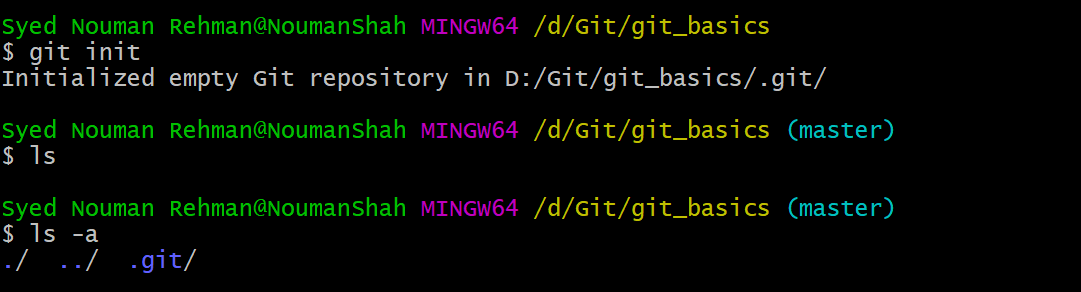 Syed Nouman Rehman@NoumanShah MINGW64 /d/Git/git_basics
$ git init
Initialized empty Git repository in D:/Git/git_basics/.git/
Syed Nouman Rehman@NoumanShah MINGW64 /d/Git/git_basics (master)
$ ls
Syed Nouman Rehman@NoumanShah MINGW64 /d/Git/git_basics (master)
$ ls -a
./  ../  .git/